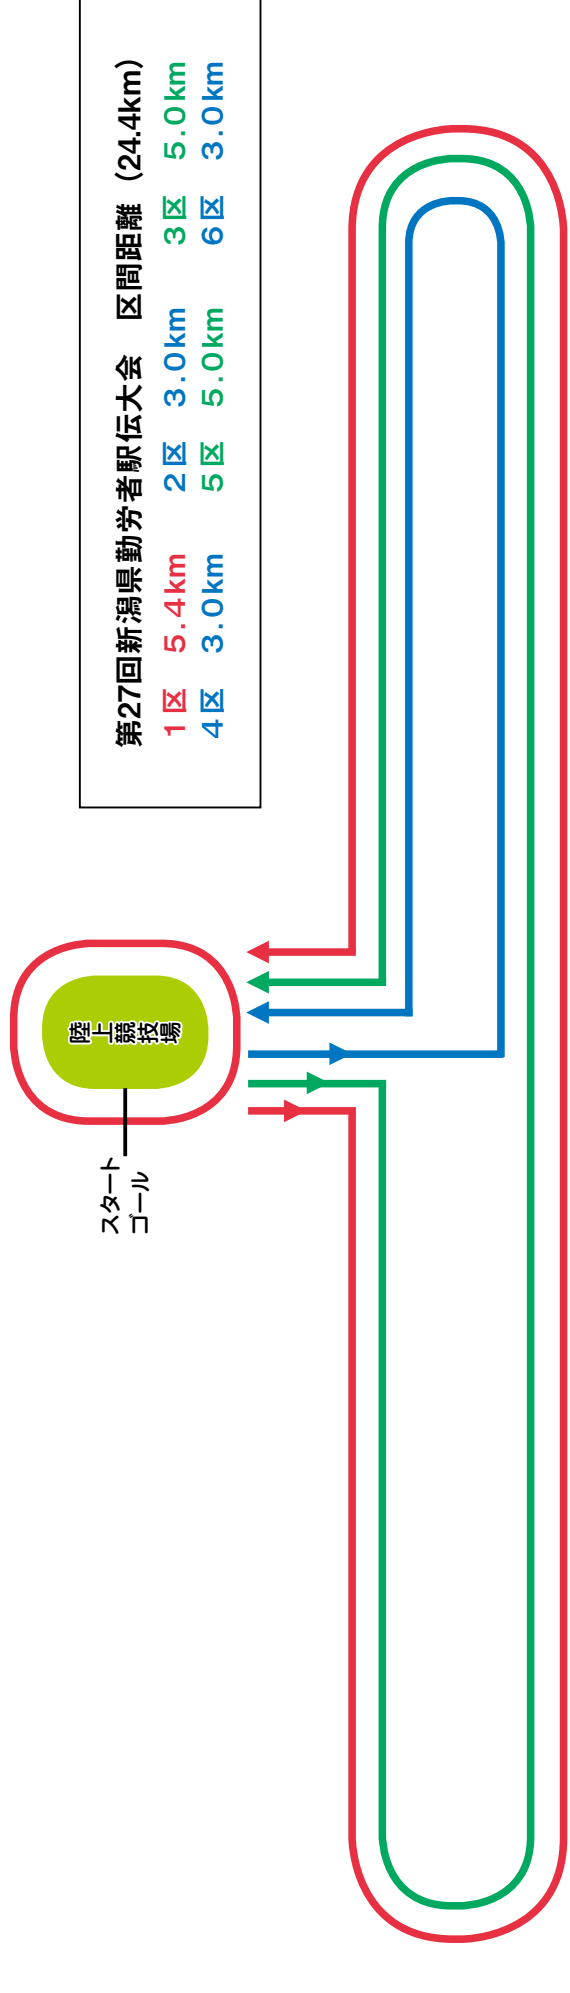 第27回新潟県勤労者駅伝大会　区間距離（24.4km）
1区　5.4km　2区　3.0km　3区　5.0km
4区　3.0km　5区　5.0km　6区　3.0km
陸上競技場
スタート
ゴール